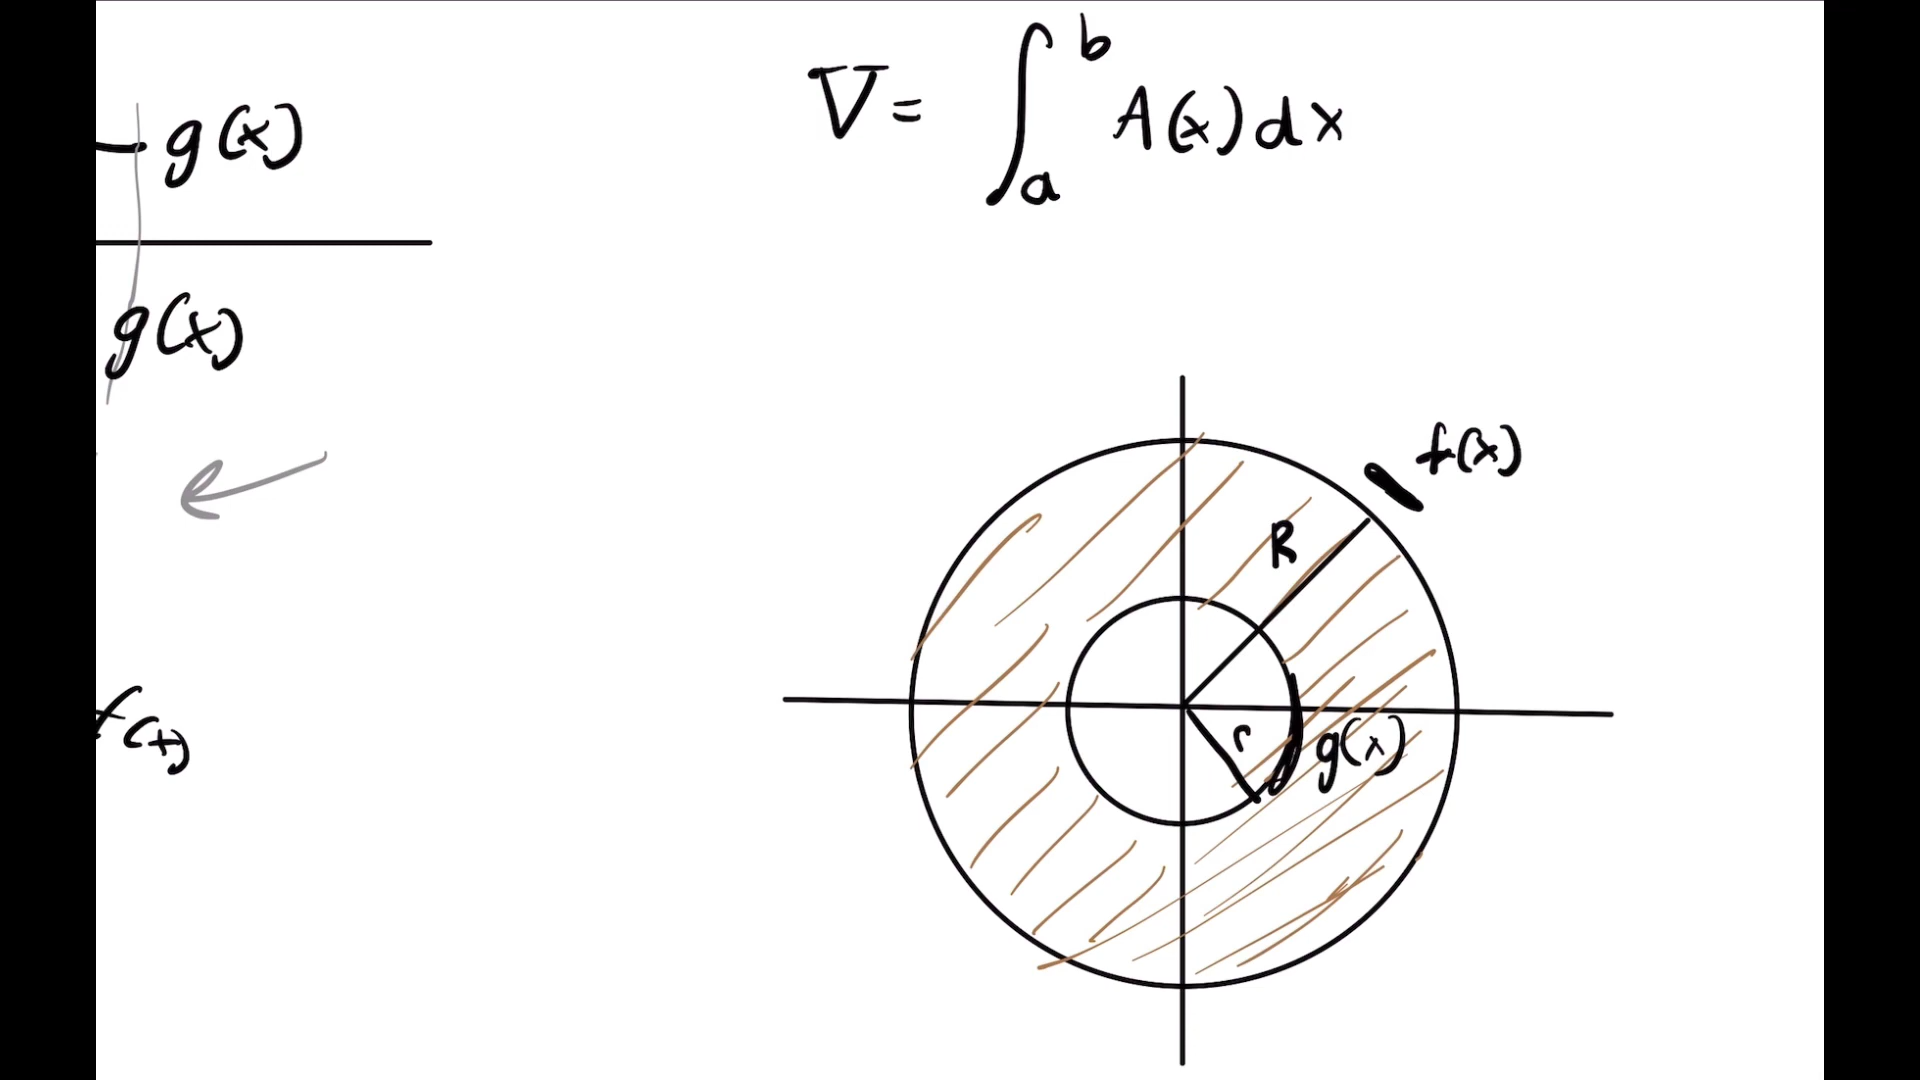 g(x)
V = ∫_a^b A(x) dx
g(x)
f(x)
R
r
g(x)
f(x)